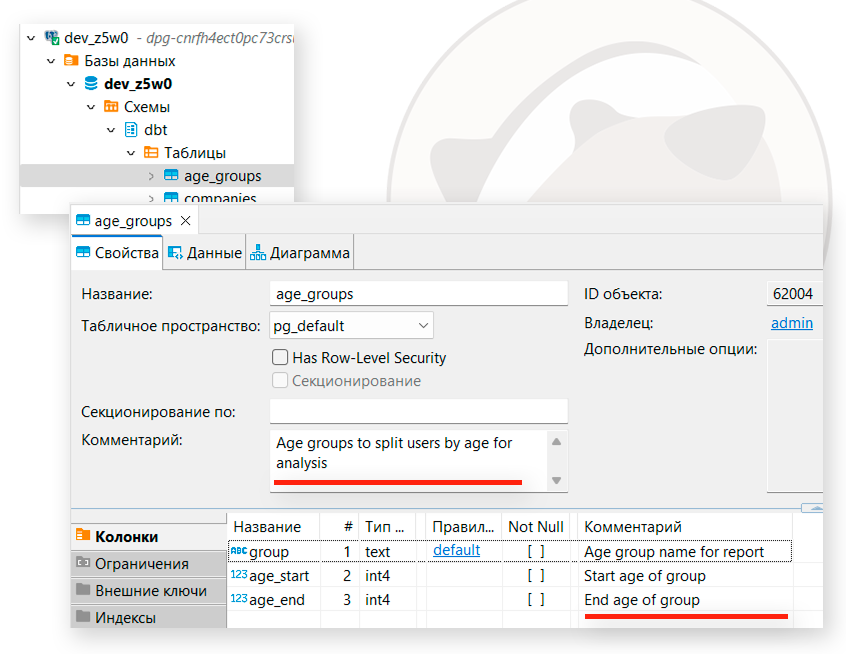 dev_z5w0 - dpg-cnrfh4ect0pc73crs
Базы данных
dev_z5w0
Схемы
dbt
Таблицы
age_groups
companies
age_groups
Свойства Данные Диаграмма
Название: age_groups ID объекта: 62004
Табличное пространство: pg_default Владелец: admin
Has Row-Level Security Дополнительные опции:
Секционирование
Секционирование по:
Комментарий: Age groups to split users by age for
analysis
Колонки
Ограничения
Внешние ключи
Индексы
Название # Тип ... Правил... Not Null Комментарий
ABC group 1 text default [ ] Age group name for report
123 age_start 2 int4 [ ] Start age of group
123 age_end 3 int4 [ ] End age of group